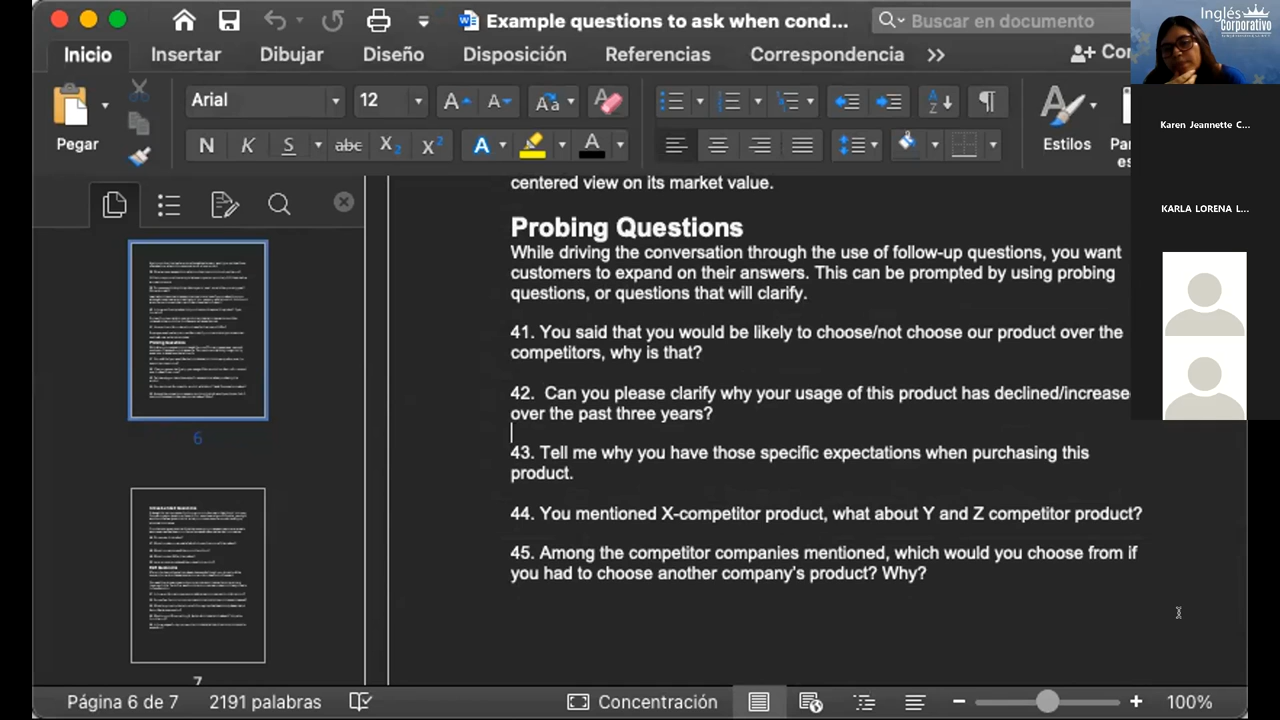 Example questions to ask when cond...
Buscar en documento
Inglés
Corporativo
Inicio
Insertar
Dibujar
Diseño
Disposición
Referencias
Correspondencia
Arial
12
Pegar
Estilos
Karen Jeannette C...
KARLA LORENA L...
centered view on its market value.
Probing Questions
While driving the conversation through the use of follow-up questions, you want
customers to expand on their answers. This can be prompted by using probing
questions, or questions that will clarify.
41. You said that you would be likely to choose/not choose our product over the
competitors, why is that?
42. Can you please clarify why your usage of this product has declined/increase
over the past three years?
43. Tell me why you have those specific expectations when purchasing this
product.
44. You mentioned X-competitor product, what about Y and Z competitor product?
45. Among the competitor companies mentioned, which would you choose from if
you had to choose another company's product? Why?
6
7
Página 6 de 7
2191 palabras
Concentración
100%